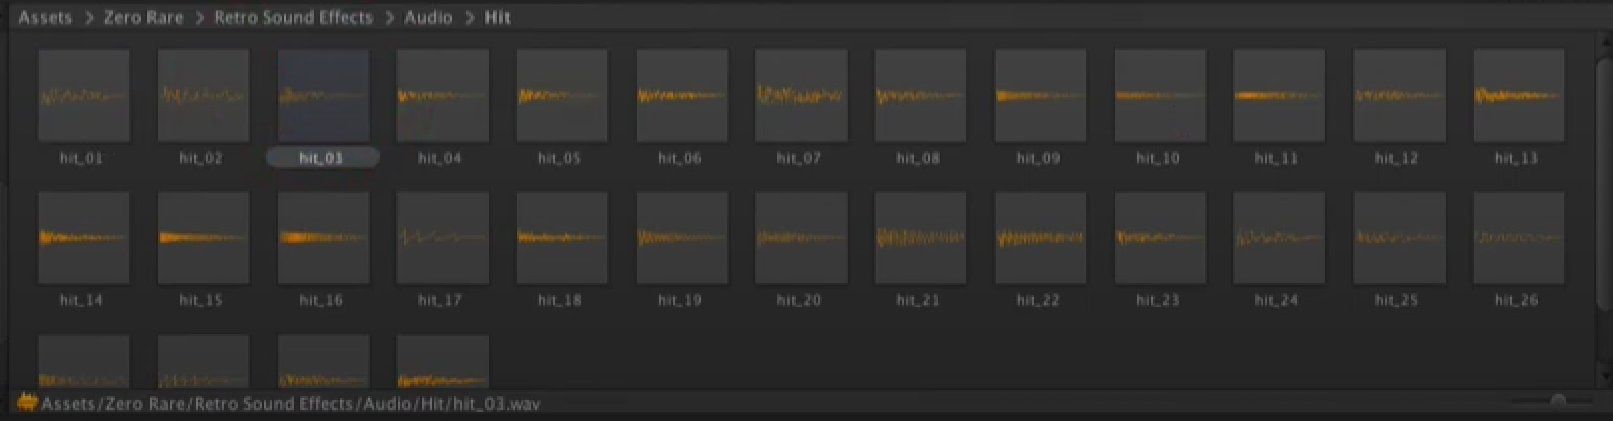 Assets > Zero Rare > Retro Sound Effects > Audio > Hit
hit_01 hit_02 hit_03 hit_04 hit_05 hit_06 hit_07 hit_08 hit_09 hit_10 hit_11 hit_12 hit_13
hit_14 hit_15 hit_16 hit_17 hit_18 hit_19 hit_20 hit_21 hit_22 hit_23 hit_24 hit_25 hit_26
Assets/Zero Rare/Retro Sound Effects/Audio/Hit/hit_03.wav